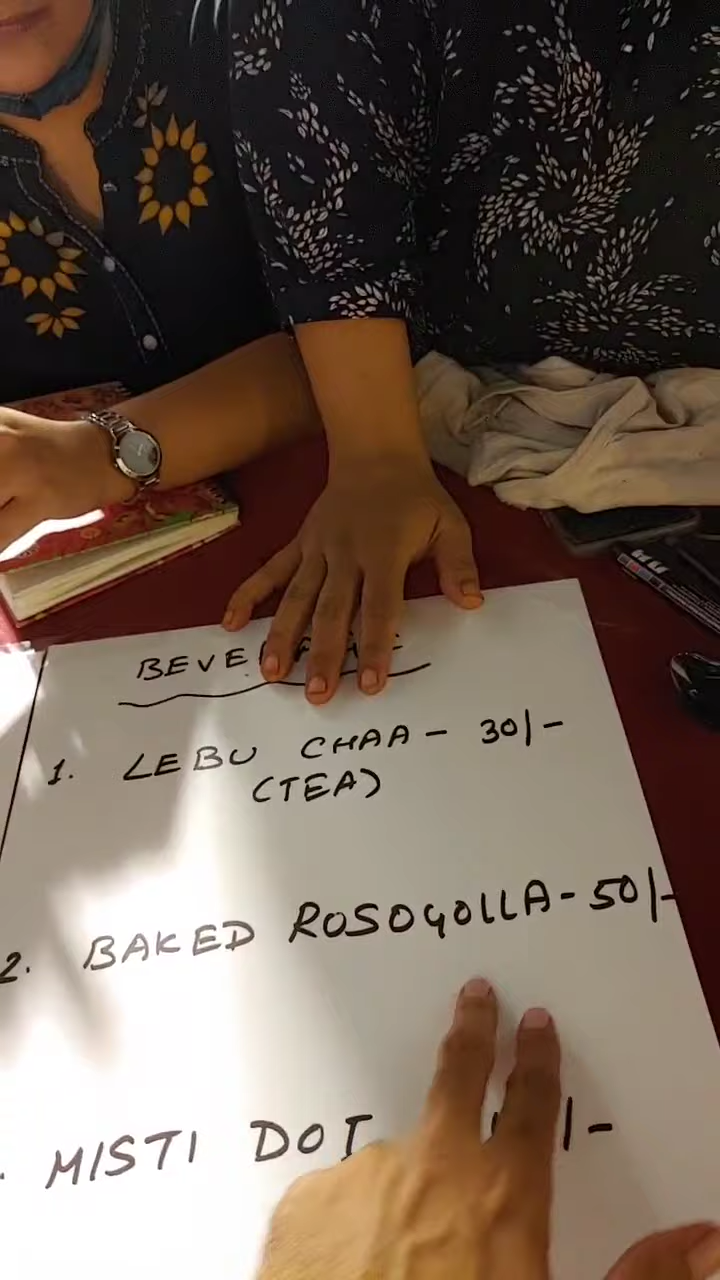 1. LEBU CHAA - 30/-
(TEA)
2. BAKED ROSOGOLLA - 50/-
MISTI DOI